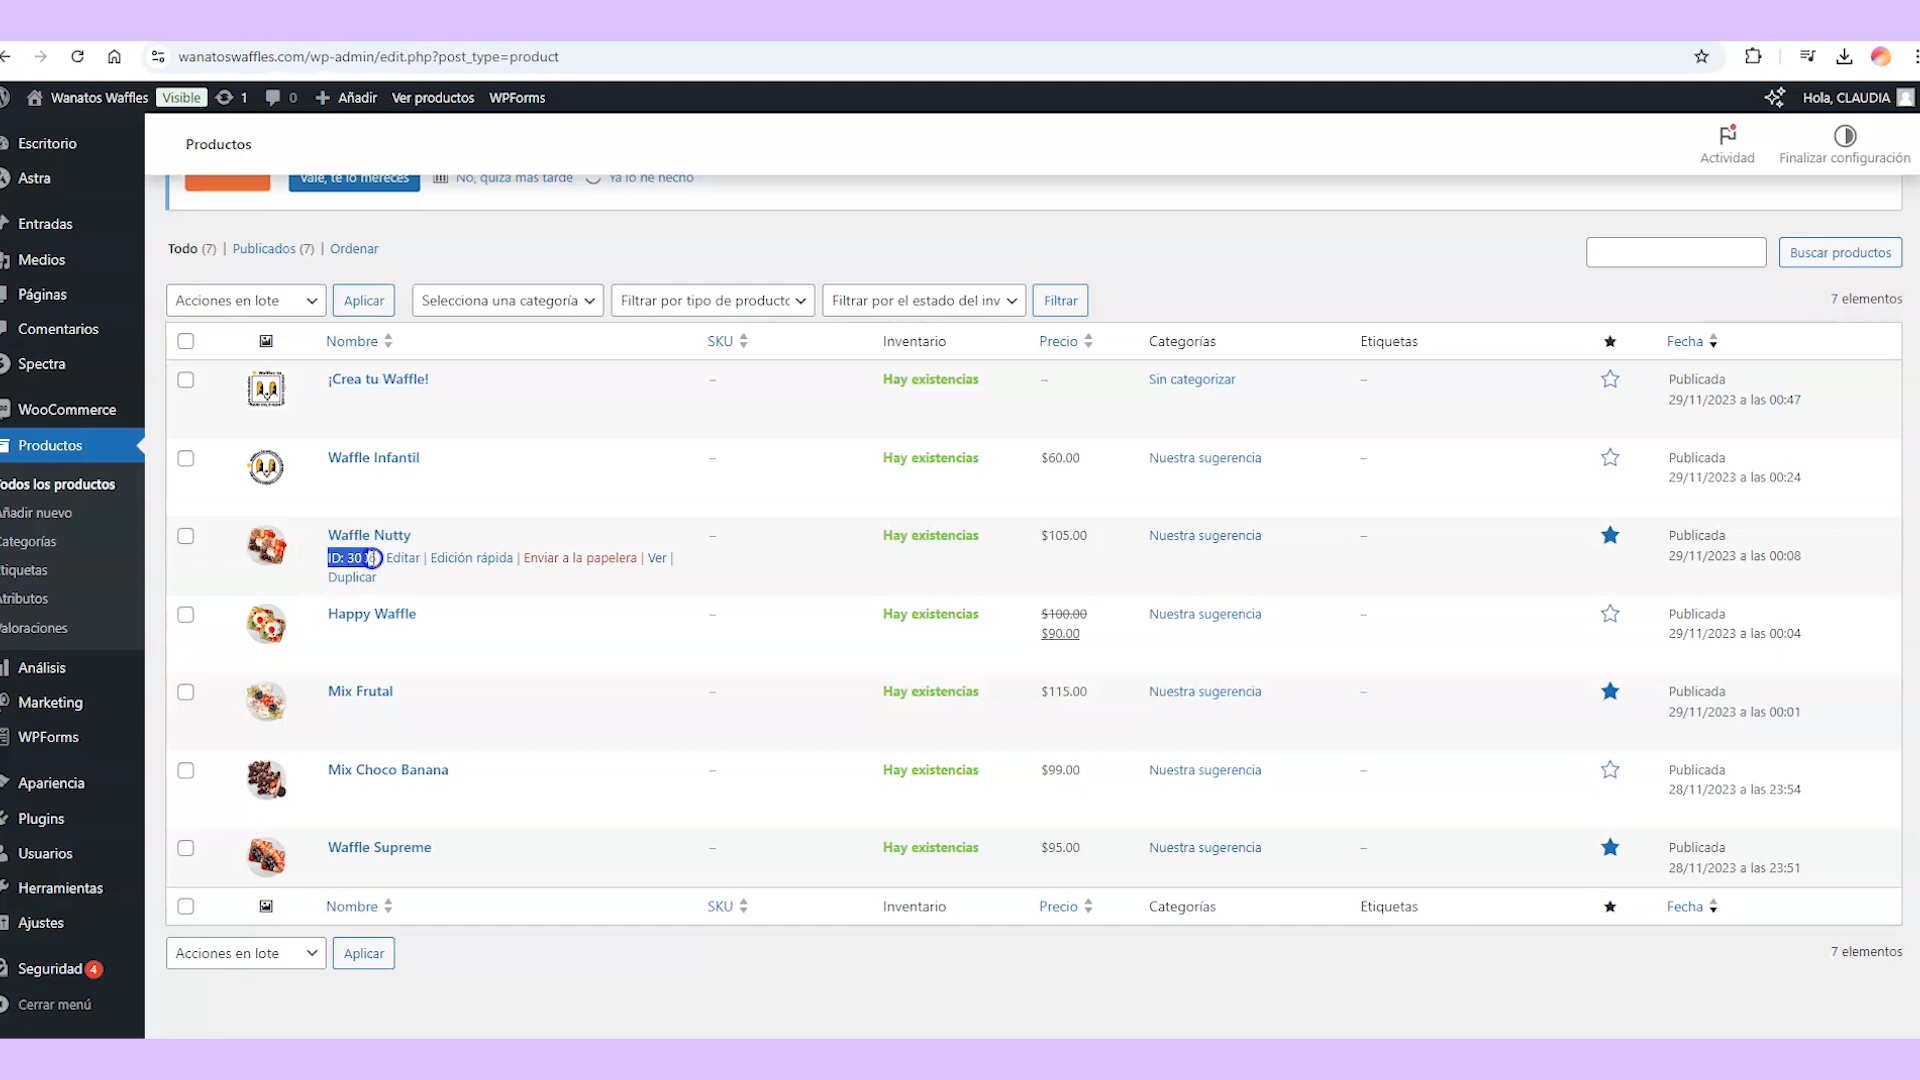 wanatoswaffles.com/wp-admin/edit.php?post_type=product
Wanatos Waffles Visible 1 0 Añadir Ver productos WPForms Hola, CLAUDIA
Productos Actividad Finalizar configuración
Vale, te lo mereces No, quizá más tarde Ya lo he hecho
Escritorio
Astra
Entradas
Medios
Páginas
Comentarios
Spectra
WooCommerce
Productos
Todos los productos
Añadir nuevo
Categorías
Etiquetas
Atributos
Valoraciones
Análisis
Marketing
WPForms
Apariencia
Plugins
Usuarios
Herramientas
Ajustes
Seguridad 4
Cerrar menú
Todo (7) | Publicados (7) | Ordenar Buscar productos
Acciones en lote Aplicar Selecciona una categoría Filtrar por tipo de producto Filtrar por el estado del inv Filtrar 7 elementos
Nombre SKU Inventario Precio Categorías Etiquetas Fecha
¡Crea tu Waffle! – Hay existencias – Sin categorizar – Publicada
29/11/2023 a las 00:47
Waffle Infantil – Hay existencias $60.00 Nuestra sugerencia – Publicada
29/11/2023 a las 00:24
Waffle Nutty – Hay existencias $105.00 Nuestra sugerencia – Publicada
ID: Editar | Edición rápida | Enviar a la papelera | Ver | 29/11/2023 a las 00:08
Duplicar
Happy Waffle – Hay existencias $100.00 Nuestra sugerencia – Publicada
$90.00 29/11/2023 a las 00:04
Mix Frutal – Hay existencias $115.00 Nuestra sugerencia – Publicada
29/11/2023 a las 00:01
Mix Choco Banana – Hay existencias $99.00 Nuestra sugerencia – Publicada
28/11/2023 a las 23:54
Waffle Supreme – Hay existencias $95.00 Nuestra sugerencia – Publicada
28/11/2023 a las 23:51
Nombre SKU Inventario Precio Categorías Etiquetas Fecha
Acciones en lote Aplicar 7 elementos